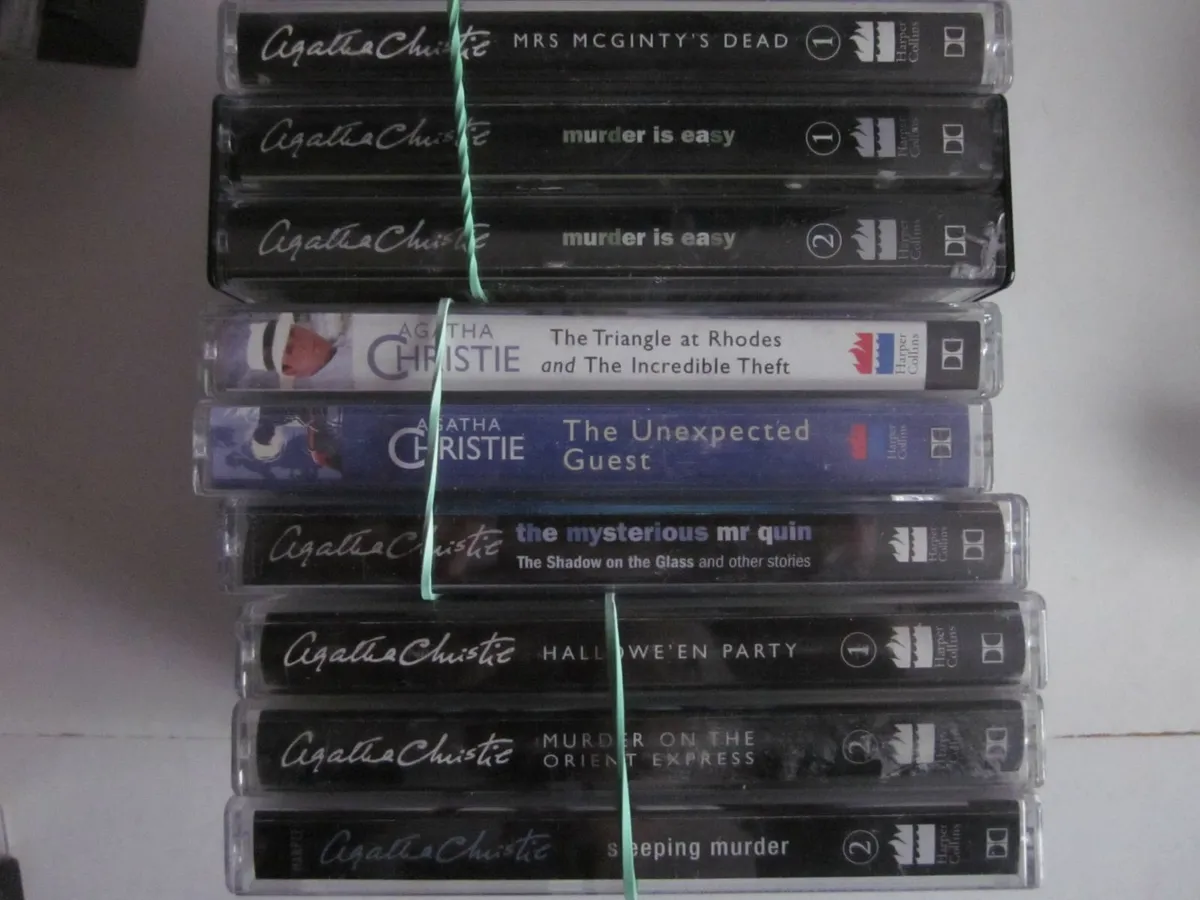 Agatha Christie MRS MCGINTY'S DEAD 1 Harper Collins
Agatha Christie murder is easy 1 Harper Collins
Agatha Christie murder is easy 2 Harper Collins
AGATHA CHRISTIE The Triangle at Rhodes
and The Incredible Theft Harper Collins
AGATHA CHRISTIE The Unexpected
Guest Harper Collins
Agatha Christie the mysterious mr quin
The Shadow on the Glass and other stories Harper Collins
Agatha Christie HALLOWE'EN PARTY 1 Harper Collins
Agatha Christie MURDER ON THE
ORIENT EXPRESS 2 Harper Collins
MARPLE Agatha Christie sleeping murder 2 Harper Collins